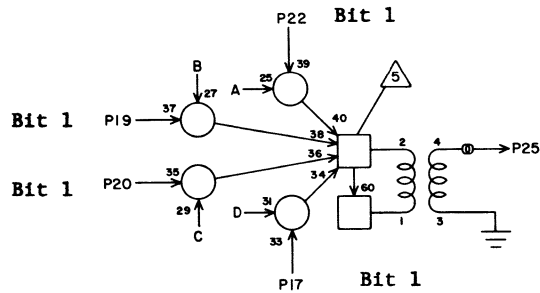 P22 Bit 1
B
A 25 39
5
27
37
Bit 1 P19
40
38 2 4
P25
36
35
Bit 1 P20
34
60
29 D 31
C 33 1 3
P17 Bit 1